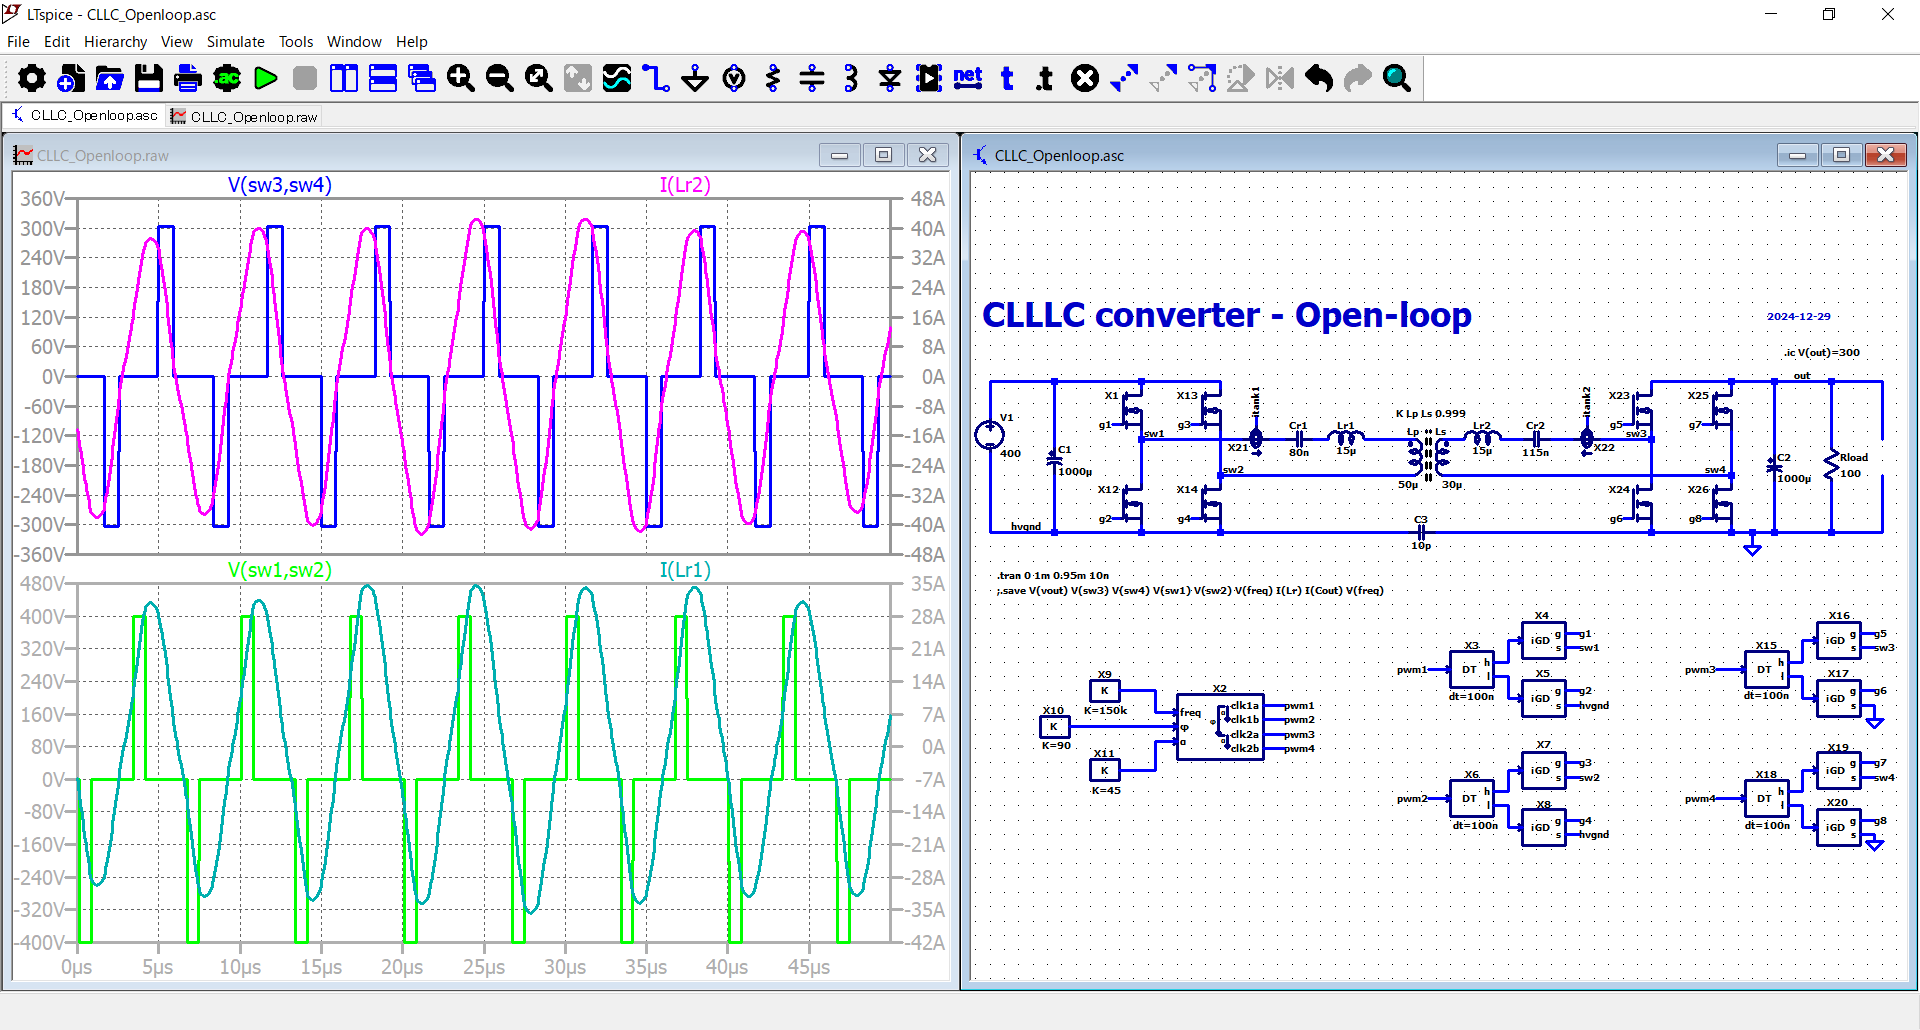 LTspice - CLLC_Openloop.asc
File Edit Hierarchy View Simulate Tools Window Help
.ac net t .t
CLLC_Openloop.asc CLLC_Openloop.raw
CLLC_Openloop.raw
V(sw3,sw4) I(Lr2)
360V 48A
300V 40A
240V 32A
180V 24A
120V 16A
60V 8A
0V 0A
-60V -8A
-120V -16A
-180V -24A
-240V -32A
-300V -40A
-360V -48A
V(sw1,sw2) I(Lr1)
480V 35A
400V 28A
320V 21A
240V 14A
160V 7A
80V 0A
0V -7A
-80V -14A
-160V -21A
-240V -28A
-320V -35A
-400V -42A
0µs 5µs 10µs 15µs 20µs 25µs 30µs 35µs 40µs 45µs
CLLC_Openloop.asc
CLLLC converter - Open-loop
2024-12-29
.ic V(out)=300
out
V1
400
C1
1000µ
hvgnd
X1
g1
X13
g3
sw1
sw2
X12
g2
X14
g4
itank1
X21
Cr1
80n
Lr1
15µ
K Lp Ls 0.999
Lp Ls
50µ 30µ
Lr2
15µ
Cr2
115n
itank2
X22
C3
10p
X23
g5
sw3
X25
g7
sw4
X24
g6
X26
g8
C2
1000µ
Rload
100
.tran 0 1m 0.95m 10n
;.save V(vout) V(sw3) V(sw4) V(sw1) V(sw2) V(freq) I(Lr) I(Cout) V(freq)
X9
K
K=150k
X10
K
K=90
X11
K
K=45
X2
freq clk1a pwm1
φ clk1b pwm2
α clk2a pwm3
clk2b pwm4
pwm1
X3
DT h l
dt=100n
X4
iGD g s
g1
sw1
X5
iGD g s
g2
hvgnd
pwm2
X6
DT h l
dt=100n
X7
iGD g s
g3
sw2
X8
iGD g s
g4
hvgnd
pwm3
X15
DT h l
dt=100n
X16
iGD g s
g5
sw3
X17
iGD g s
g6
pwm4
X18
DT h l
dt=100n
X19
iGD g s
g7
sw4
X20
iGD g s
g8